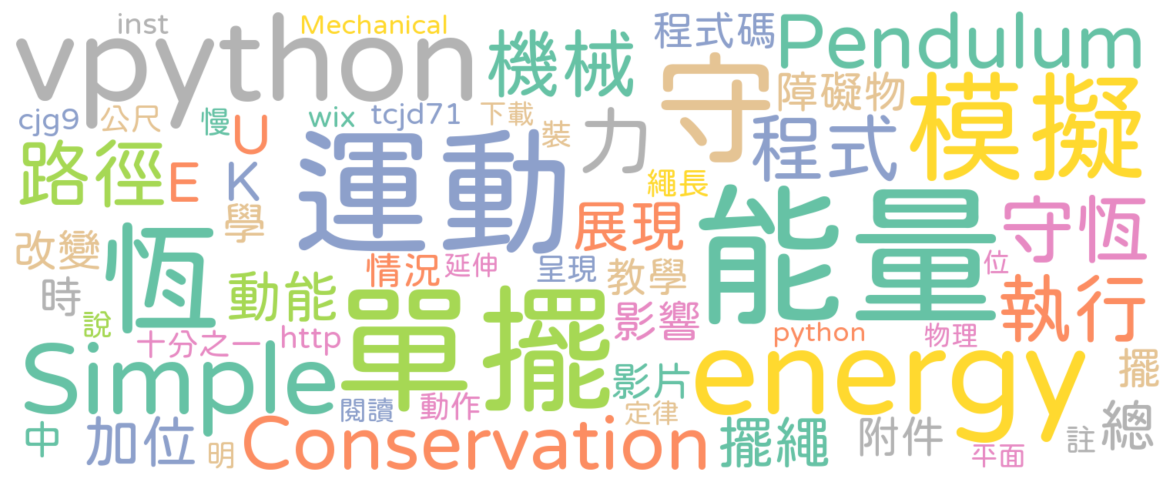 inst
Mechanical
程式碼
Pendulum
vpython
機械
守
障礙物
模擬
cjg9
公尺
慢
U
wix
tcjd71
下載
裝
力
程式
路徑
E
K
運動
繩長
能量
守恆
學
展現
改變
恆
情況
延伸
呈現
教學
位
時
動能
單擺
影響
執行
說
十分之一
http
python
物理
Simple
energy
影片
擺
閱讀
動作
定律
中
加位
明
Conservation
擺繩
附件
平面
註
總